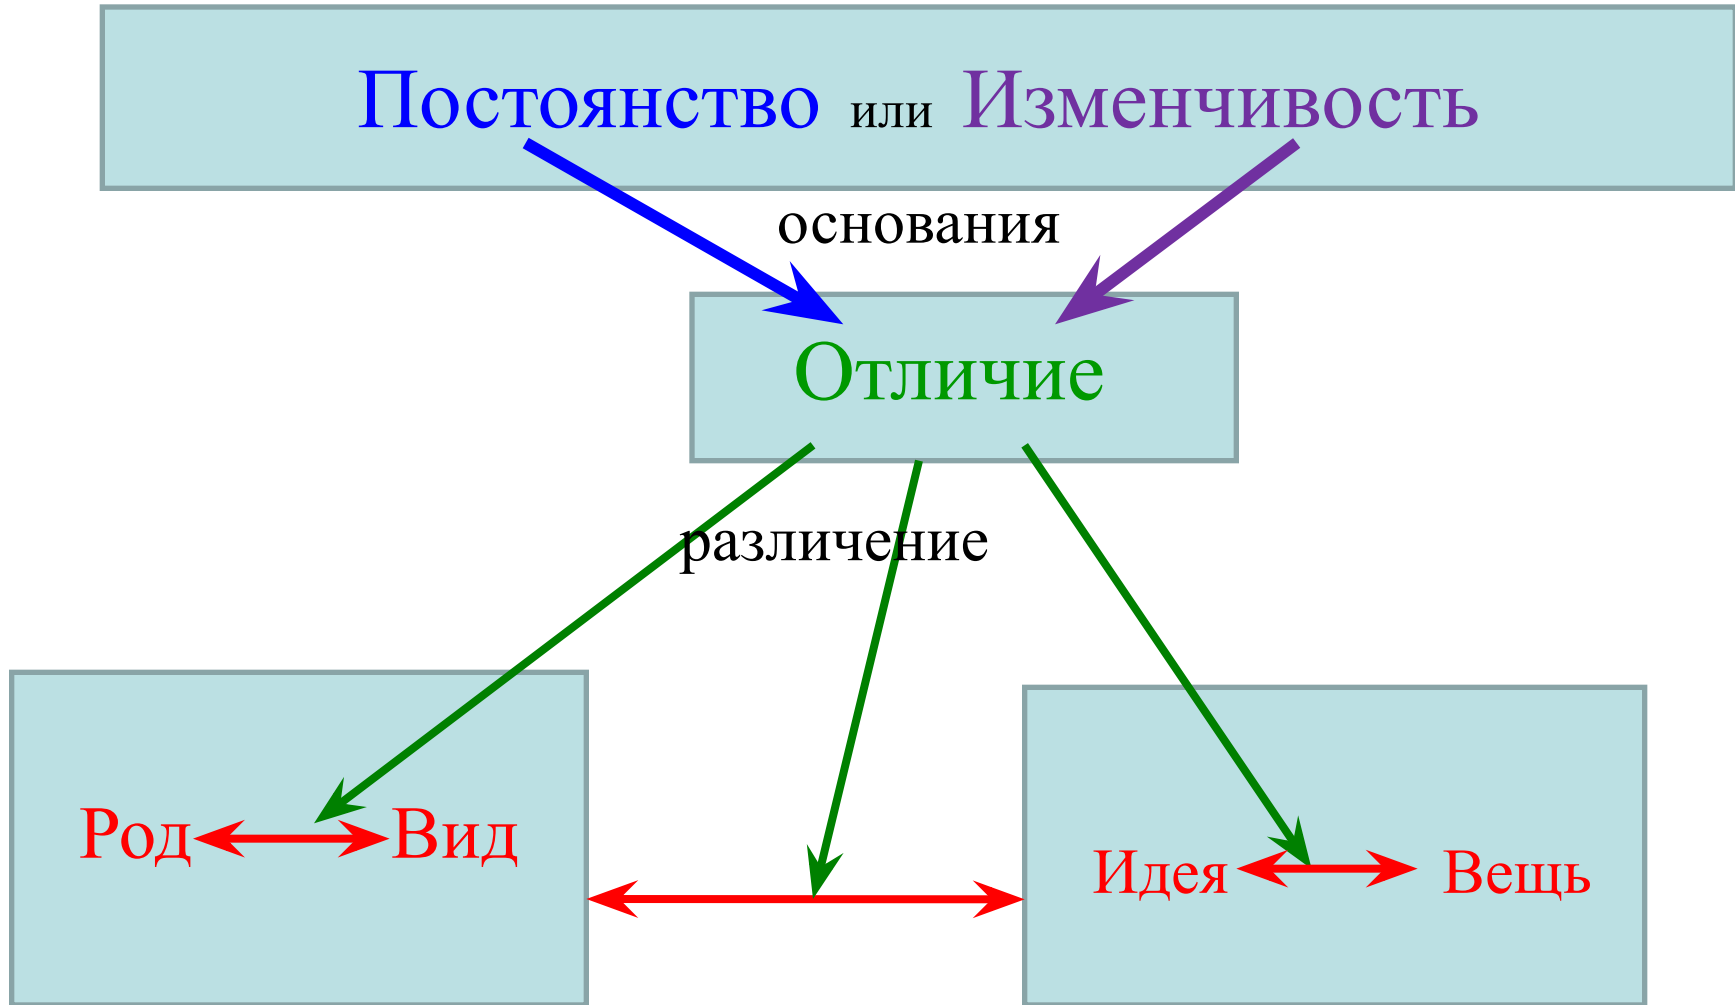 Постоянство или Изменчивость
основания
Отличие
различение
Род Вид
Идея Вещь